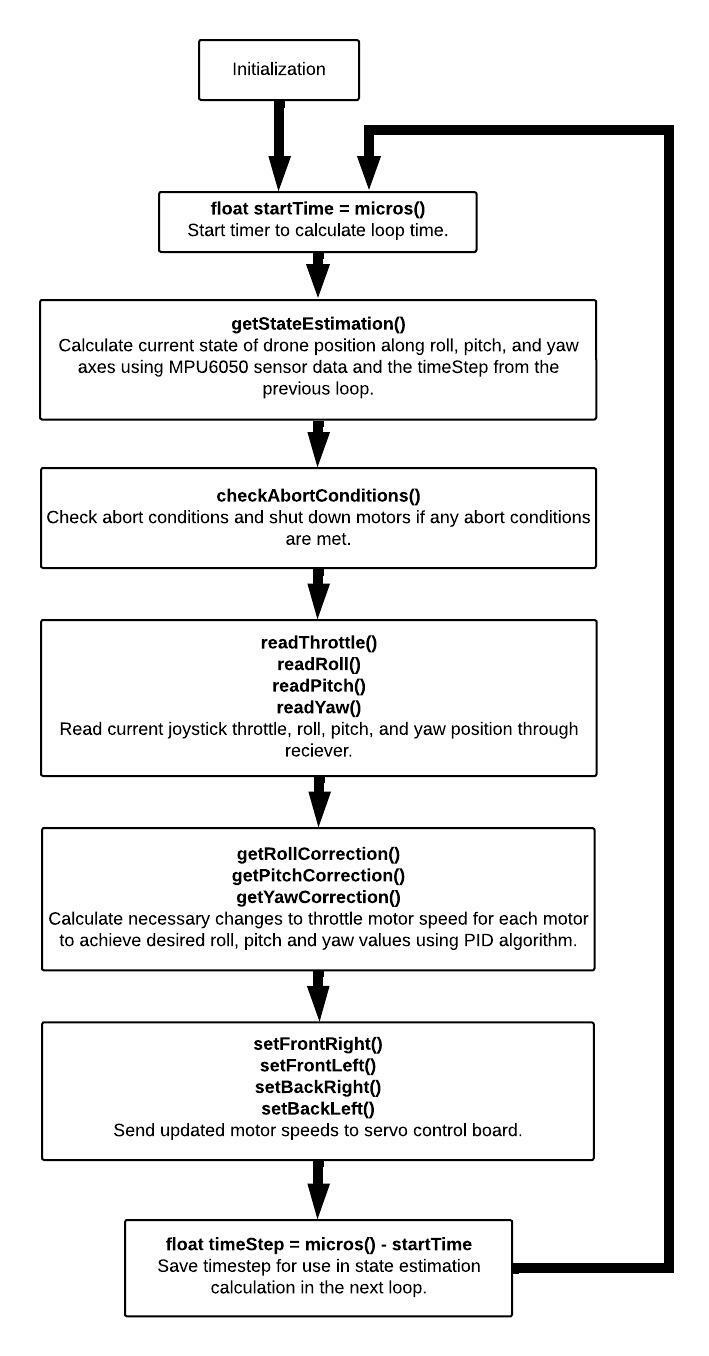 Initialization
float startTime = micros()
Start timer to calculate loop time.
getStateEstimation()
Calculate current state of drone position along roll, pitch, and yaw
axes using MPU6050 sensor data and the timeStep from the
previous loop.
checkAbortConditions()
Check abort conditions and shut down motors if any abort conditions
are met.
readThrottle()
readRoll()
readPitch()
readYaw()
Read current joystick throttle, roll, pitch, and yaw position through
reciever.
getRollCorrection()
getPitchCorrection()
getYawCorrection()
Calculate necessary changes to throttle motor speed for each motor
to achieve desired roll, pitch and yaw values using PID algorithm.
setFrontRight()
setFrontLeft()
setBackRight()
setBackLeft()
Send updated motor speeds to servo control board.
float timeStep = micros() - startTime
Save timestep for use in state estimation
calculation in the next loop.